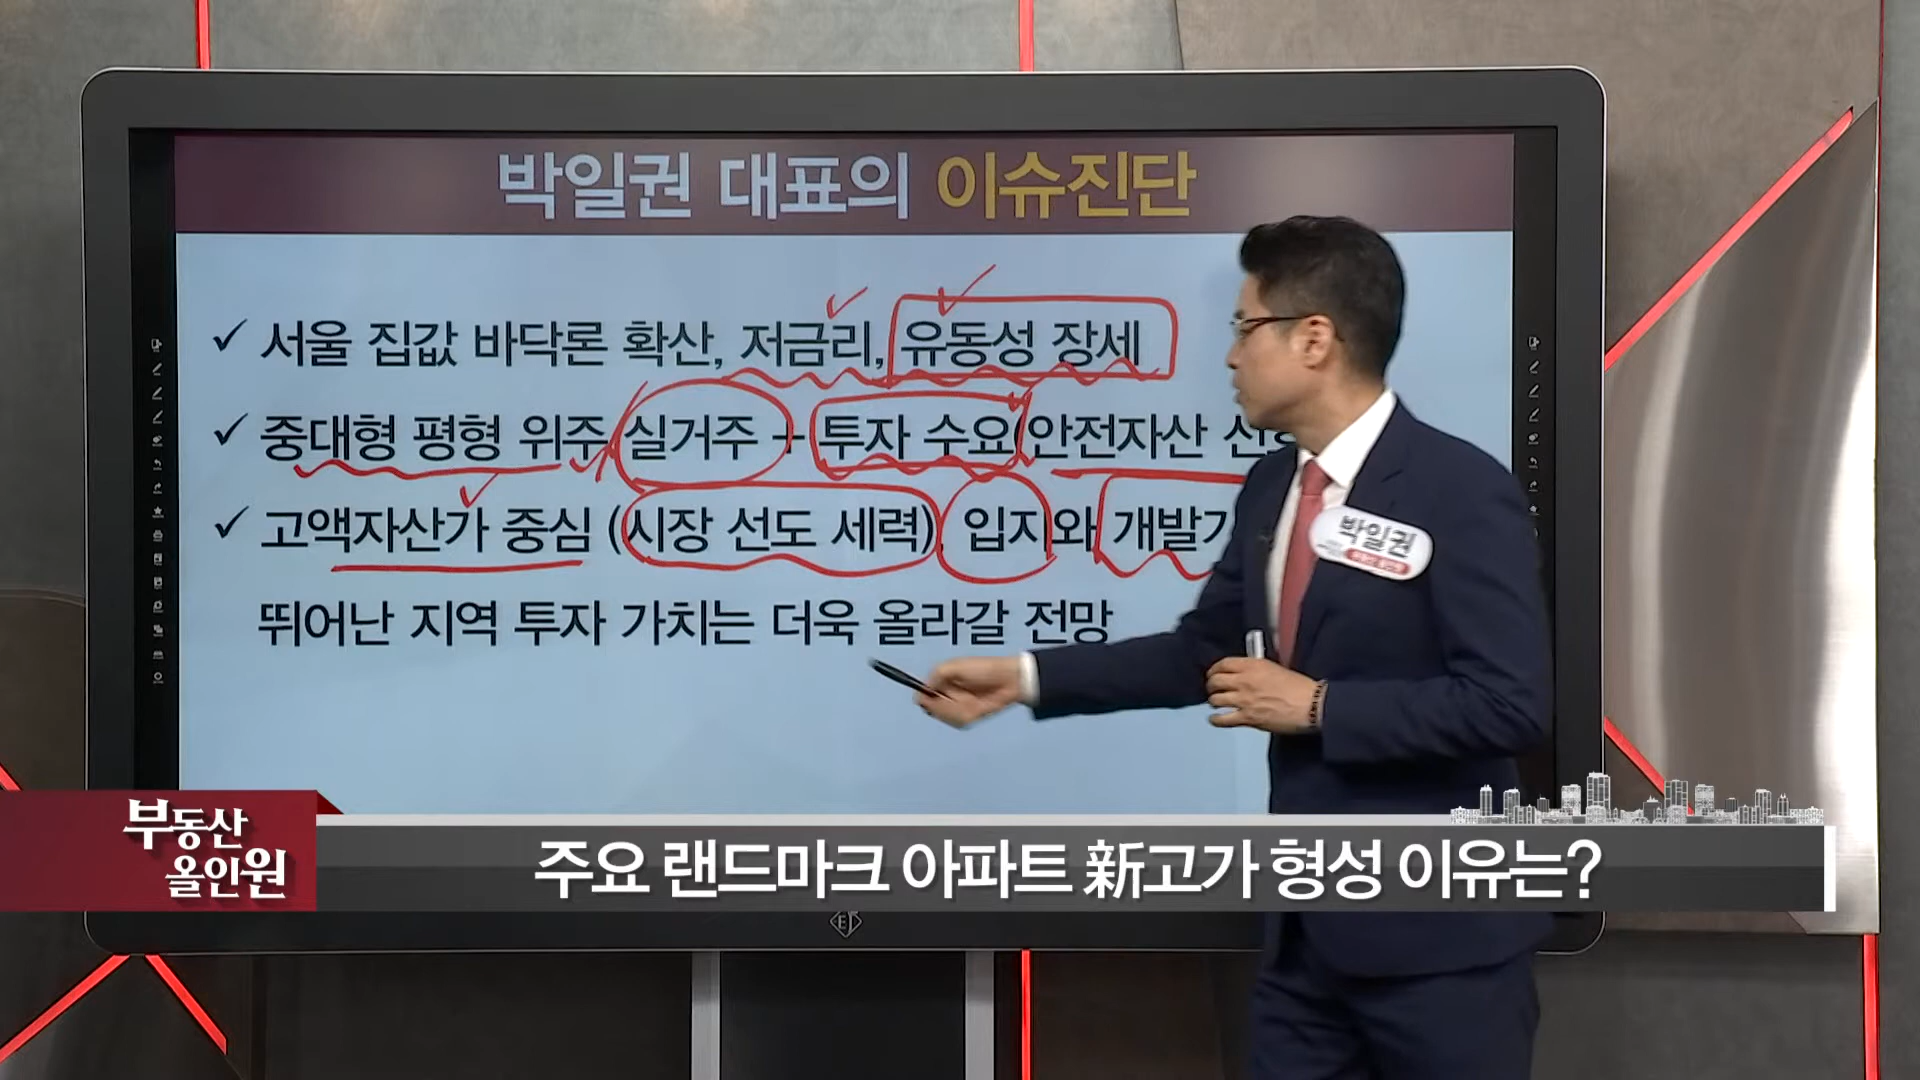 박일권 대표의 이슈진단
✓ 서울 집값 바닥론 확산, 저금리, 유동성 장세
✓ 중대형 평형 위주 실거주 + 투자 수요(안전자산 선호
✓ 고액자산가 중심 (시장 선도 세력), 입지와 개발가
뛰어난 지역 투자 가치는 더욱 올라갈 전망
박일권
부동산
올인원
주요 랜드마크 아파트 新고가 형성 이유는?